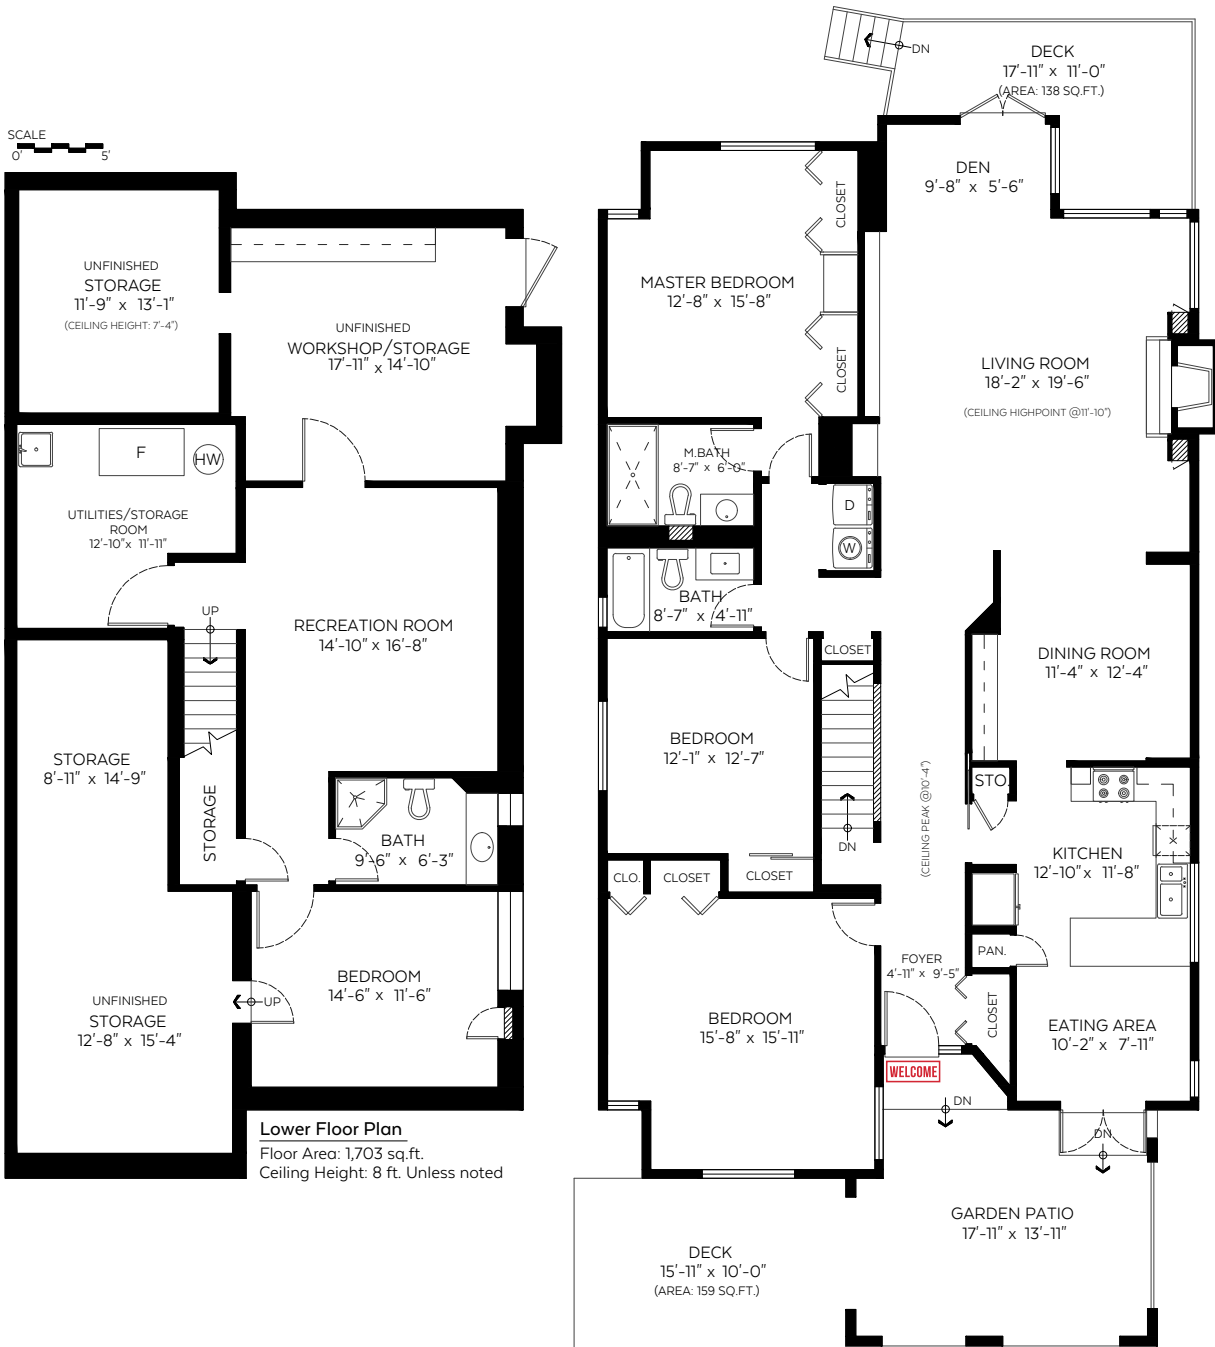 SCALE
0' 5'
UNFINISHED
STORAGE
11'-9" x 13'-1"
(CEILING HEIGHT: 7'-4")
UNFINISHED
WORKSHOP/STORAGE
17'-11" x 14'-10"
F
HW
UTILITIES/STORAGE
ROOM
12'-10"x 11'-11"
UP
RECREATION ROOM
14'-10" x 16'-8"
STORAGE
8'-11" x 14'-9"
STORAGE
BATH
9'-6" x 6'-3"
BEDROOM
14'-6" x 11'-6"
UP
UNFINISHED
STORAGE
12'-8" x 15'-4"
Lower Floor Plan
Floor Area: 1,703 sq.ft.
Ceiling Height: 8 ft. Unless noted
DN
DECK
17'-11" x 11'-0"
(AREA: 138 SQ.FT.)
DEN
9'-8" x 5'-6"
CLOSET
MASTER BEDROOM
12'-8" x 15'-8"
CLOSET
LIVING ROOM
18'-2" x 19'-6"
(CEILING HIGHPOINT @11'-10")
M.BATH
8'-7" x 6'-0"
D
W
BATH
8'-7" x 4'-11"
CLOSET
DINING ROOM
11'-4" x 12'-4"
BEDROOM
12'-1" x 12'-7"
STO.
(CEILING PEAK @10'-4")
DN
KITCHEN
12'-10"x 11'-8"
CLO.
CLOSET
CLOSET
PAN.
FOYER
4'-11" x 9'-5"
CLOSET
BEDROOM
15'-8" x 15'-11"
EATING AREA
10'-2" x 7'-11"
WELCOME
DN
DN
GARDEN PATIO
17'-11" x 13'-11"
DECK
15'-11" x 10'-0"
(AREA: 159 SQ.FT.)